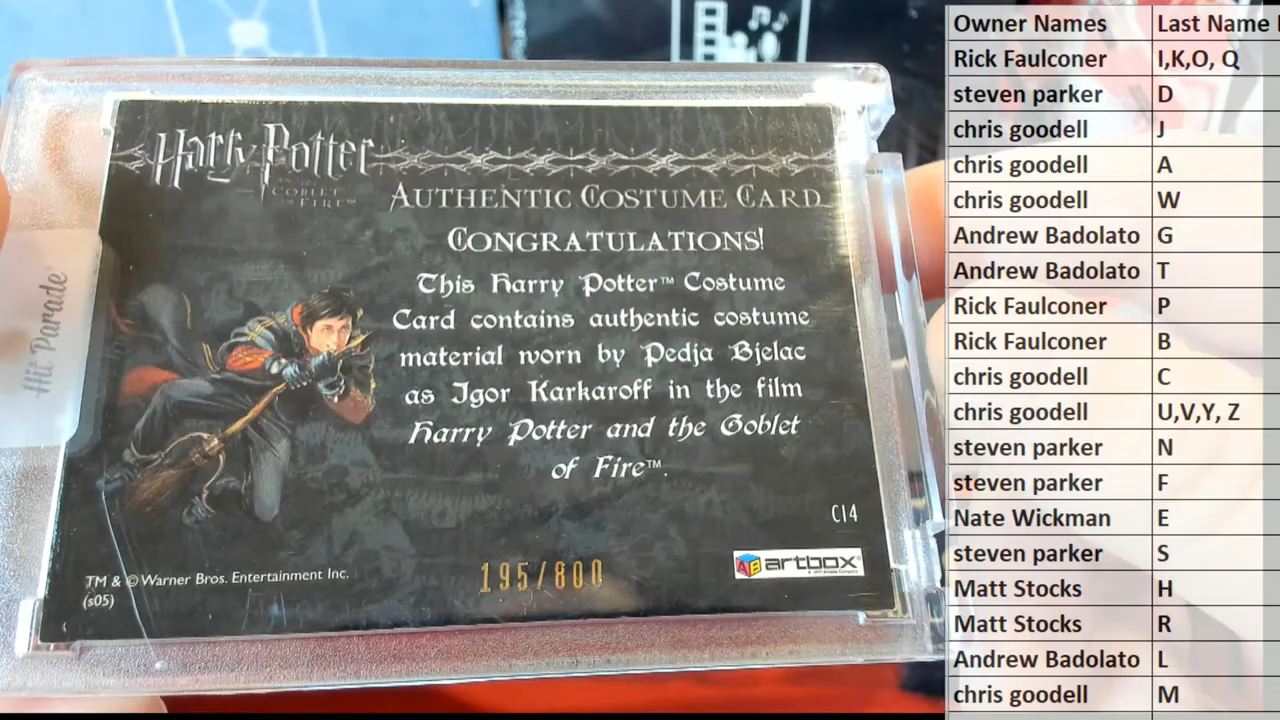 Harry Potter
AND THE
GOBLET
OF FIRE™
AUTHENTIC COSTUME CARD
CONGRATULATIONS!
This Harry Potter™ Costume
Card contains authentic costume
material worn by Pedja Bjelac
as Igor Karkaroff in the film
Harry Potter and the Goblet
of Fire™.
C14
195/800
artbox
TM & © Warner Bros. Entertainment Inc.
(s05)
Hit Parade
Owner Names Last Name
Rick Faulconer I,K,O, Q
steven parker D
chris goodell J
chris goodell A
chris goodell W
Andrew Badolato G
Andrew Badolato T
Rick Faulconer P
Rick Faulconer B
chris goodell C
chris goodell U,V,Y, Z
steven parker N
steven parker F
Nate Wickman E
steven parker S
Matt Stocks H
Matt Stocks R
Andrew Badolato L
chris goodell M